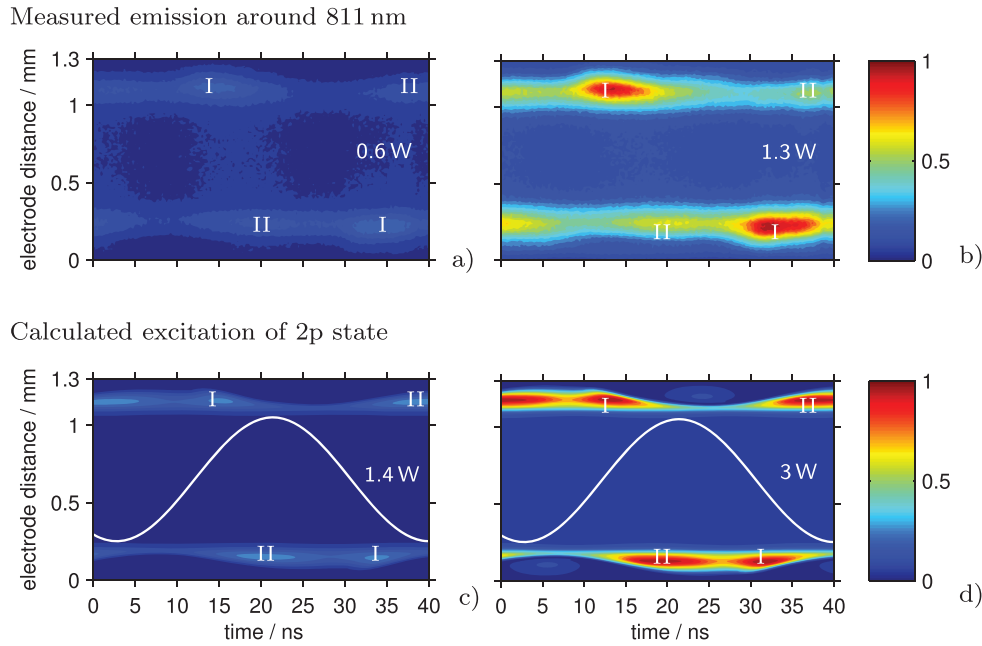 Measured emission around 811 nm
electrode distance / mm
1.3
1
0.5
0
I
II
0.6 W
II
I
a)
I
II
1.3 W
II
I
1
0.5
0
b)
Calculated excitation of 2p state
electrode distance / mm
1.3
1
0.5
0
I
II
1.4 W
II
I
0 5 10 15 20 25 30 35 40
time / ns
c)
I
II
3 W
II
I
0 5 10 15 20 25 30 35 40
time / ns
1
0.5
0
d)